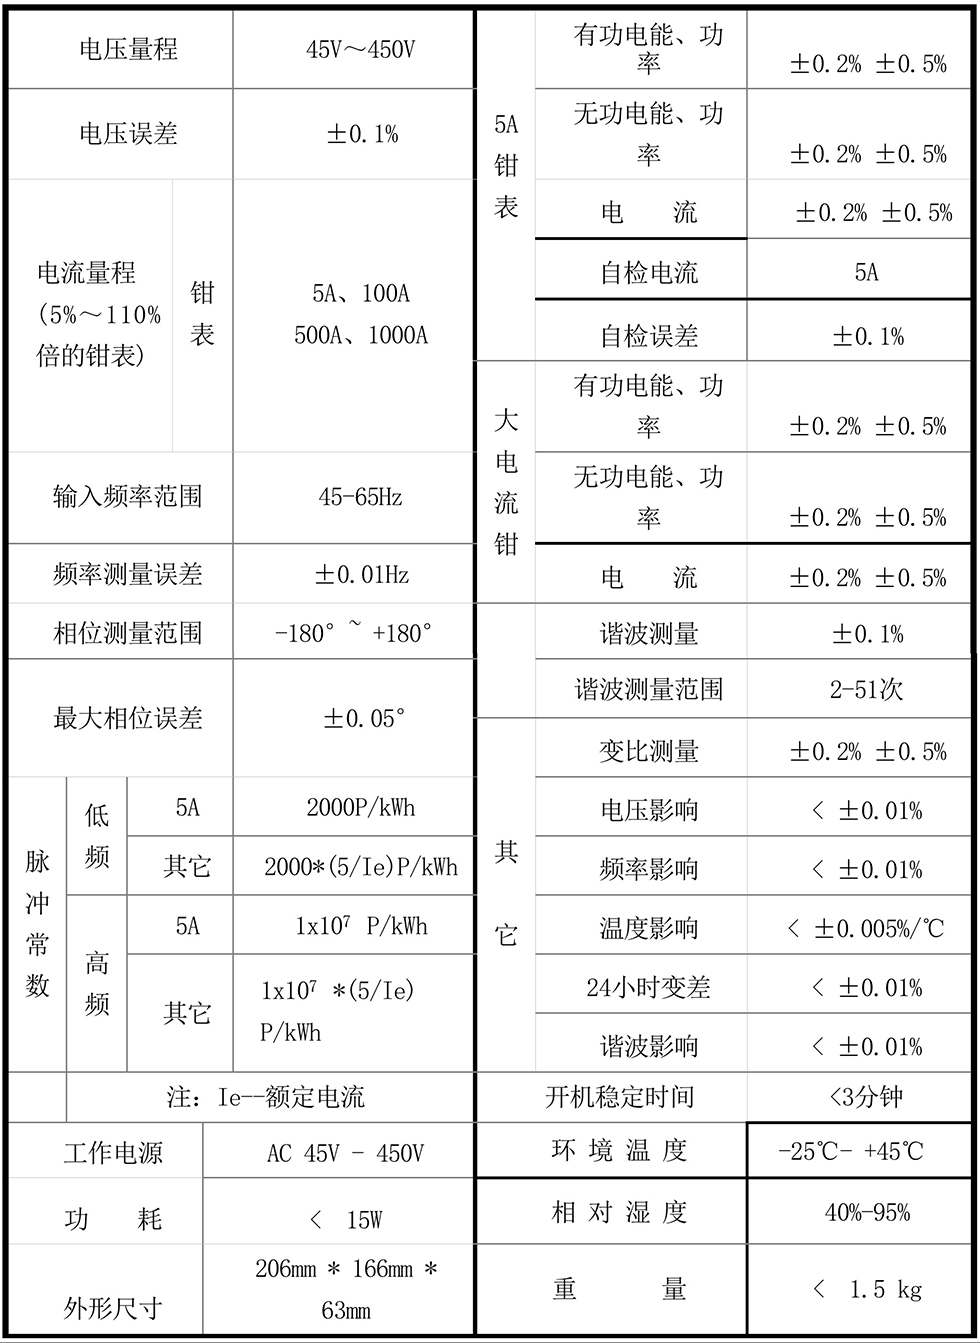 电压量程 45V～450V
电压误差 ±0.1%
电流量程
(5%～110%
倍的钳表)
钳
表
5A、100A
500A、1000A
输入频率范围 45-65Hz
频率测量误差 ±0.01Hz
相位测量范围 -180°~ +180°
最大相位误差 ±0.05°
脉
冲
常
数
低
频
5A 2000P/kWh
其它 2000*(5/Ie)P/kWh
高
频
5A 1x10⁷ P/kWh
其它
1x10⁷ *(5/Ie)
P/kWh
注：Ie--额定电流
工作电源 AC 45V - 450V
功 耗 < 15W
外形尺寸
206mm * 166mm *
63mm
5A
钳
表
有功电能、功
率
±0.2% ±0.5%
无功电能、功
率
±0.2% ±0.5%
电 流 ±0.2% ±0.5%
自检电流 5A
自检误差 ±0.1%
大
电
流
钳
有功电能、功
率
±0.2% ±0.5%
无功电能、功
率
±0.2% ±0.5%
电 流 ±0.2% ±0.5%
谐波测量 ±0.1%
谐波测量范围 2-51次
其
它
变比测量 ±0.2% ±0.5%
电压影响 < ±0.01%
频率影响 < ±0.01%
温度影响 < ±0.005%/℃
24小时变差 < ±0.01%
谐波影响 < ±0.01%
开机稳定时间 <3分钟
环 境 温 度 -25℃- +45℃
相 对 湿 度 40%-95%
重 量 < 1.5 kg